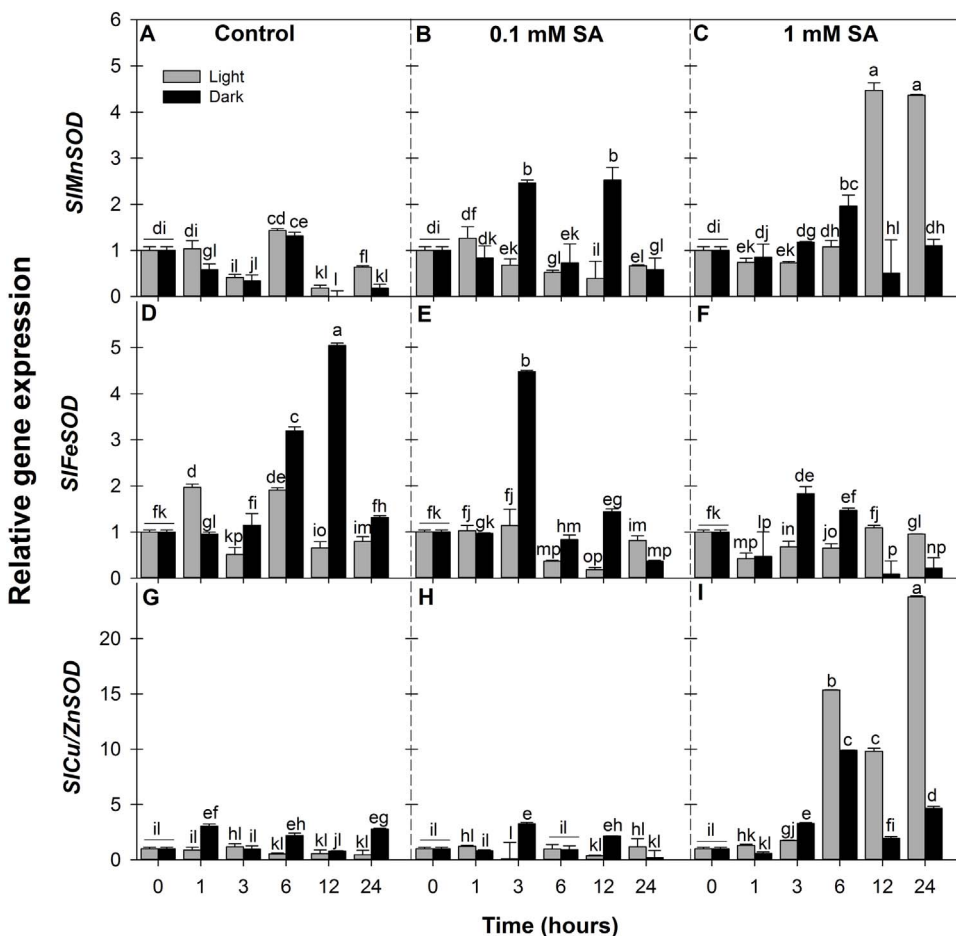 A Control
B 0.1 mM SA
C 1 mM SA
Light
Dark
Relative gene expression
SlMnSOD
6
5
4
3
2
1
0
di di gl il jl cd ce kl l fl kl
di df dk ek b gl ek il b el gl
di ek dj ek dg dh bc a hl a dh
D
E
F
SlFeSOD
5
4
3
2
1
0
fk d gl kp fi de c io a im fh
fk fj gk fj b mp hm op eg im mp
fk mp lp in de jo ef fj p gl np
G
H
I
SlCu/ZnSOD
20
15
10
5
0
il il ef hl il kl eh kl jl kl eg
il hl il l e il kl eh hl kl
il hk kl gj e b c c fi a d
0 1 3 6 12 24
0 1 3 6 12 24
0 1 3 6 12 24
Time (hours)